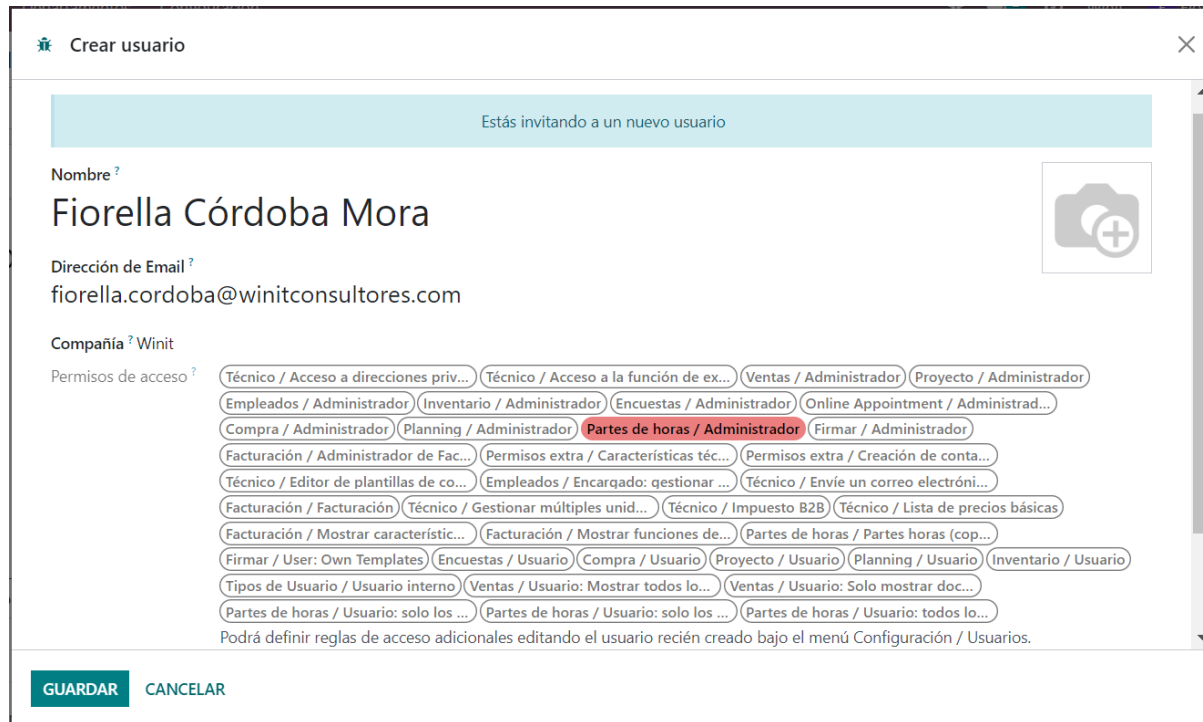 Crear usuario
Estás invitando a un nuevo usuario
Nombre ?
Fiorella Córdoba Mora
Dirección de Email ?
fiorella.cordoba@winitconsultores.com
Compañía ? Winit
Permisos de acceso ? Técnico / Acceso a direcciones priv... Técnico / Acceso a la función de ex... Ventas / Administrador Proyecto / Administrador
Empleados / Administrador Inventario / Administrador Encuestas / Administrador Online Appointment / Administrad...
Compra / Administrador Planning / Administrador Partes de horas / Administrador Firmar / Administrador
Facturación / Administrador de Fac... Permisos extra / Características téc... Permisos extra / Creación de conta...
Técnico / Editor de plantillas de co... Empleados / Encargado: gestionar ... Técnico / Envíe un correo electróni...
Facturación / Facturación Técnico / Gestionar múltiples unid... Técnico / Impuesto B2B Técnico / Lista de precios básicas
Facturación / Mostrar característic... Facturación / Mostrar funciones de... Partes de horas / Partes horas (cop...
Firmar / User: Own Templates Encuestas / Usuario Compra / Usuario Proyecto / Usuario Planning / Usuario Inventario / Usuario
Tipos de Usuario / Usuario interno Ventas / Usuario: Mostrar todos lo... Ventas / Usuario: Solo mostrar doc...
Partes de horas / Usuario: solo los ... Partes de horas / Usuario: solo los ... Partes de horas / Usuario: todos lo...
Podrá definir reglas de acceso adicionales editando el usuario recién creado bajo el menú Configuración / Usuarios.
GUARDAR CANCELAR